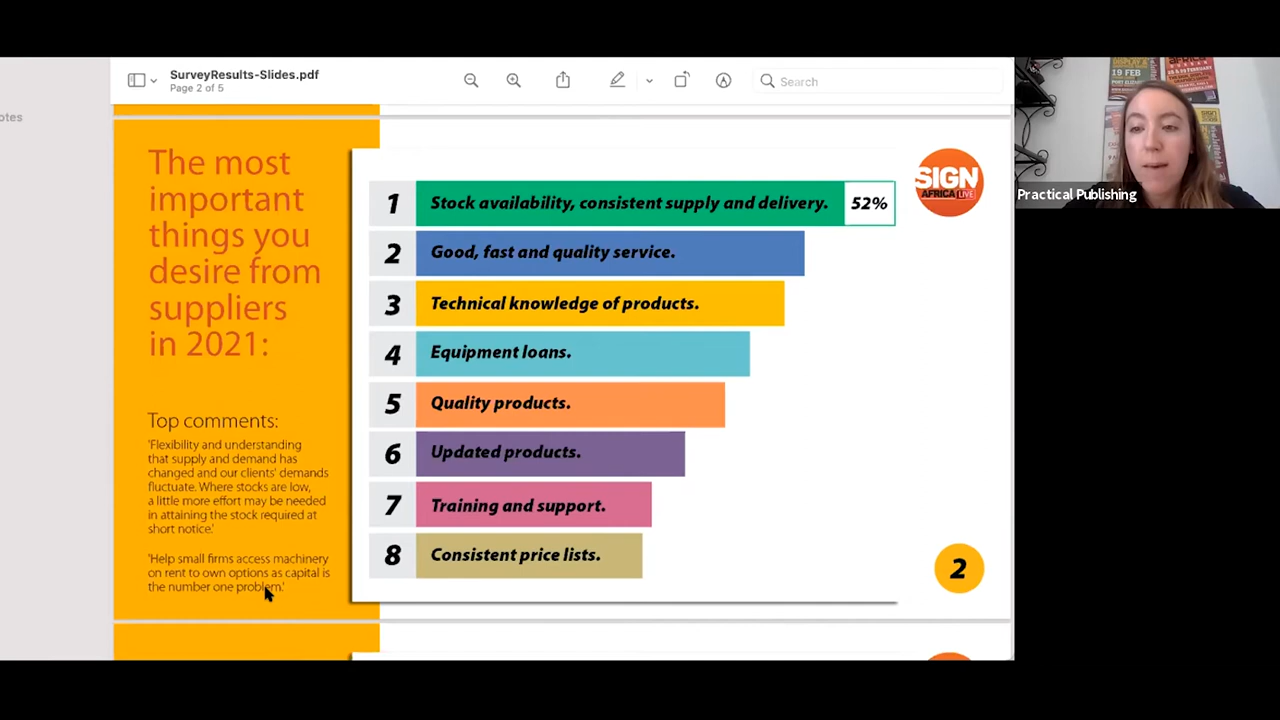 SurveyResults-Slides.pdf
Page 2 of 5
Search
otes
The most
important
things you
desire from
suppliers
in 2021:
Top comments:
'Flexibility and understanding
that supply and demand has
changed and our clients' demands
fluctuate. Where stocks are low,
a little more effort may be needed
in attaining the stock required at
short notice.'
'Help small firms access machinery
on rent to own options as capital is
the number one problem.'
1 Stock availability, consistent supply and delivery. 52%
2 Good, fast and quality service.
3 Technical knowledge of products.
4 Equipment loans.
5 Quality products.
6 Updated products.
7 Training and support.
8 Consistent price lists.
SIGN
AFRICA LIVE
2
19 FEB
Practical Publishing